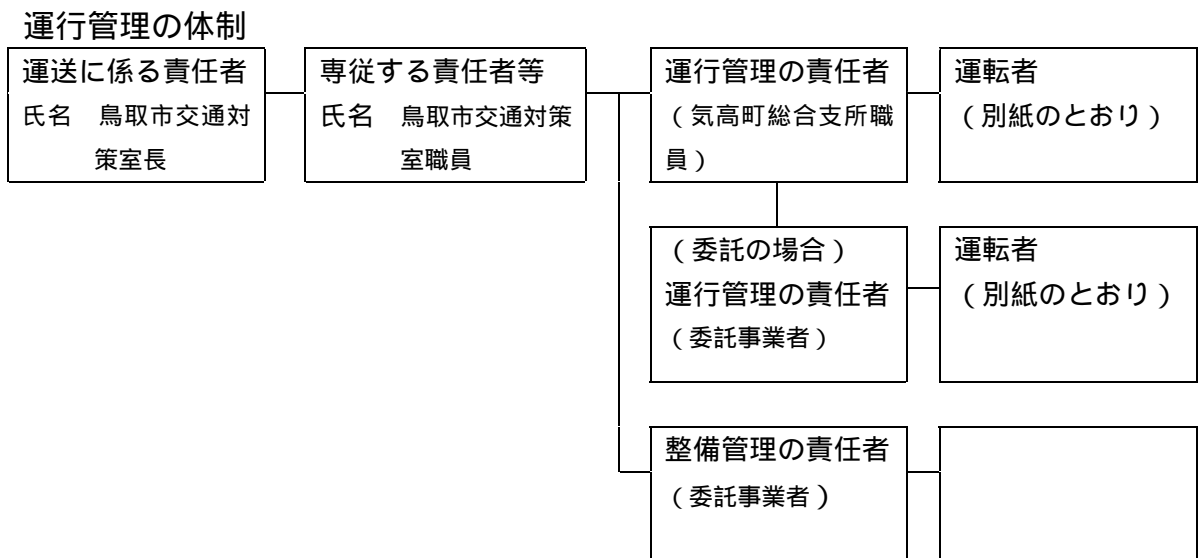 運行管理の体制
運送に係る責任者
氏名　鳥取市交通対
策室長
専従する責任者等
氏名　鳥取市交通対策
室職員
運行管理の責任者
（気高町総合支所職
員）
運転者
（別紙のとおり）
（委託の場合）
運行管理の責任者
（委託事業者）
運転者
（別紙のとおり）
整備管理の責任者
（委託事業者）